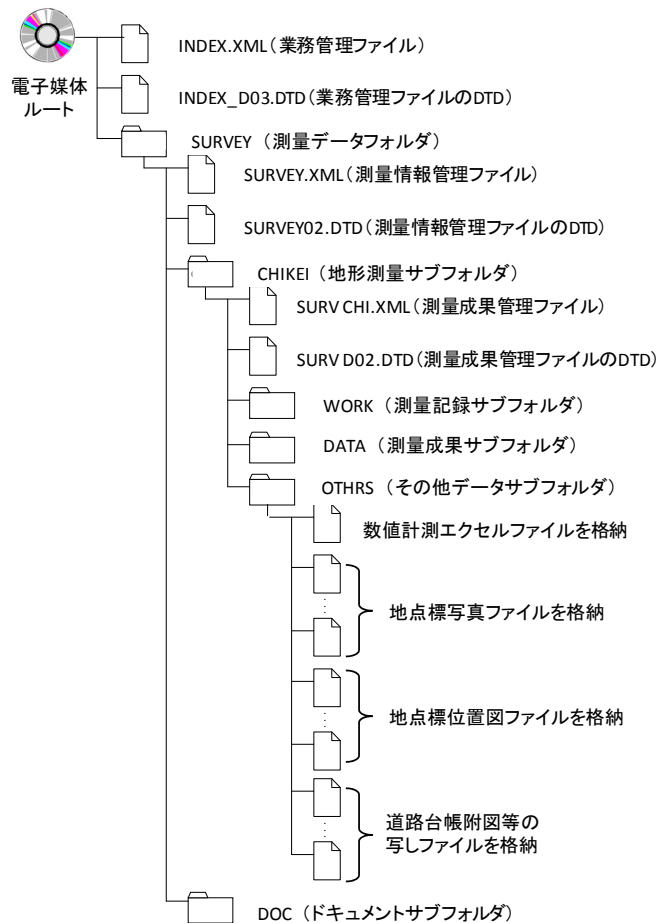 電子媒体
ルート
INDEX.XML(業務管理ファイル)
INDEX_D03.DTD(業務管理ファイルのDTD)
SURVEY (測量データフォルダ)
SURVEY.XML(測量情報管理ファイル)
SURVEY02.DTD(測量情報管理ファイルのDTD)
CHIKEI (地形測量サブフォルダ)
SURV CHI.XML(測量成果管理ファイル)
SURV D02.DTD(測量成果管理ファイルのDTD)
WORK (測量記録サブフォルダ)
DATA (測量成果サブフォルダ)
OTHRS (その他データサブフォルダ)
数値計測エクセルファイルを格納
地点標写真ファイルを格納
地点標位置図ファイルを格納
道路台帳附図等の
写しファイルを格納
DOC (ドキュメントサブフォルダ)